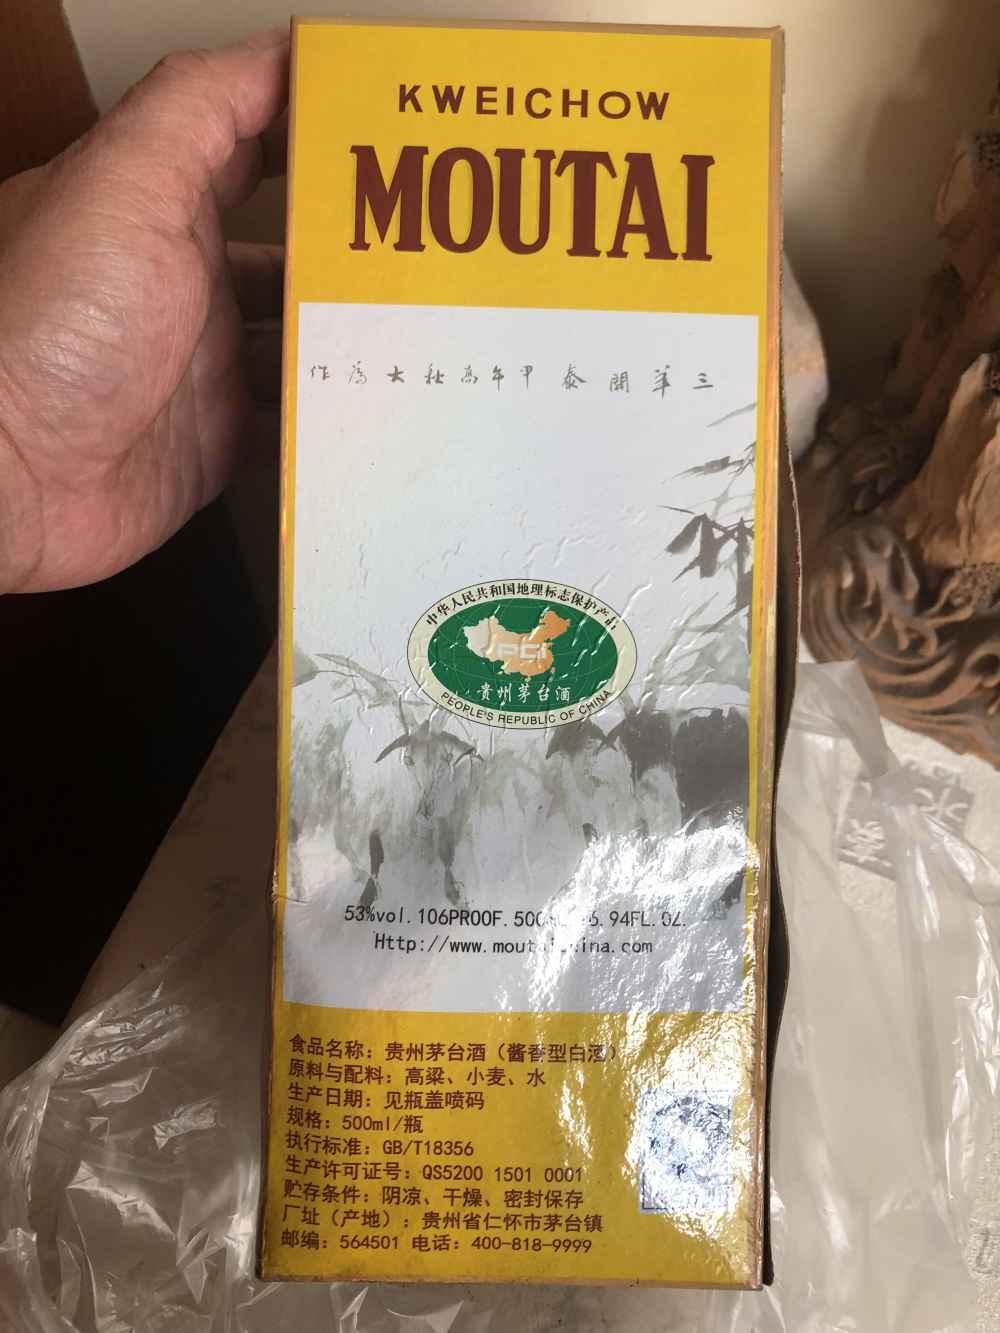 KWEICHOW
MOUTAI
三羊開泰甲午高秋大為作
中华人民共和国地理标志保护产品
PGI
贵州茅台酒
PEOPLE'S REPUBLIC OF CHINA
53%vol. 106PROOF. 6.94FL. OZ.
Http://www.
食品名称：贵州茅台酒（酱香型白酒）
原料与配料：高粱、小麦、水
生产日期：见瓶盖喷码
规格：500ml/瓶
执行标准：GB/T18356
生产许可证号：QS5200 1501 0001
贮存条件：阴凉、干燥、密封保存
厂址（产地）：贵州省仁怀市茅台镇
邮编：564501 电话：400-818-9999